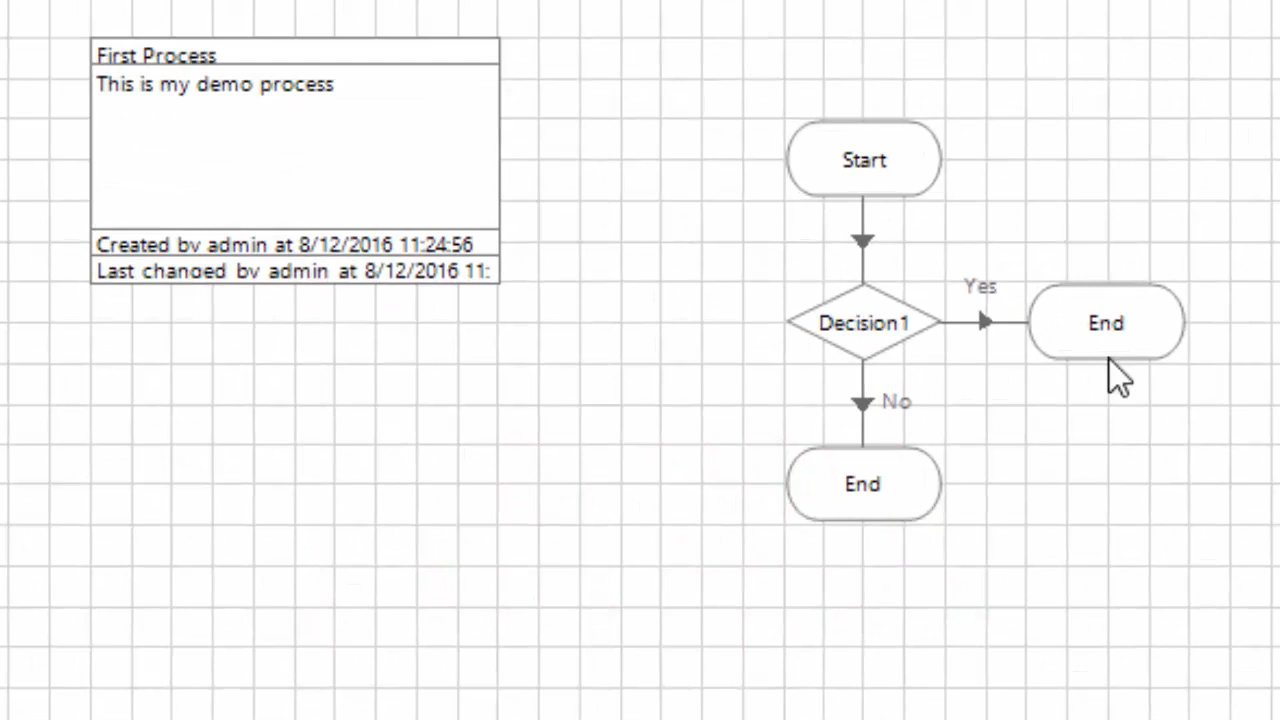 First Process
This is my demo process
Created by admin at 8/12/2016 11:24:56
Last changed by admin at 8/12/2016 11:
Start
Decision1
Yes
End
No
End